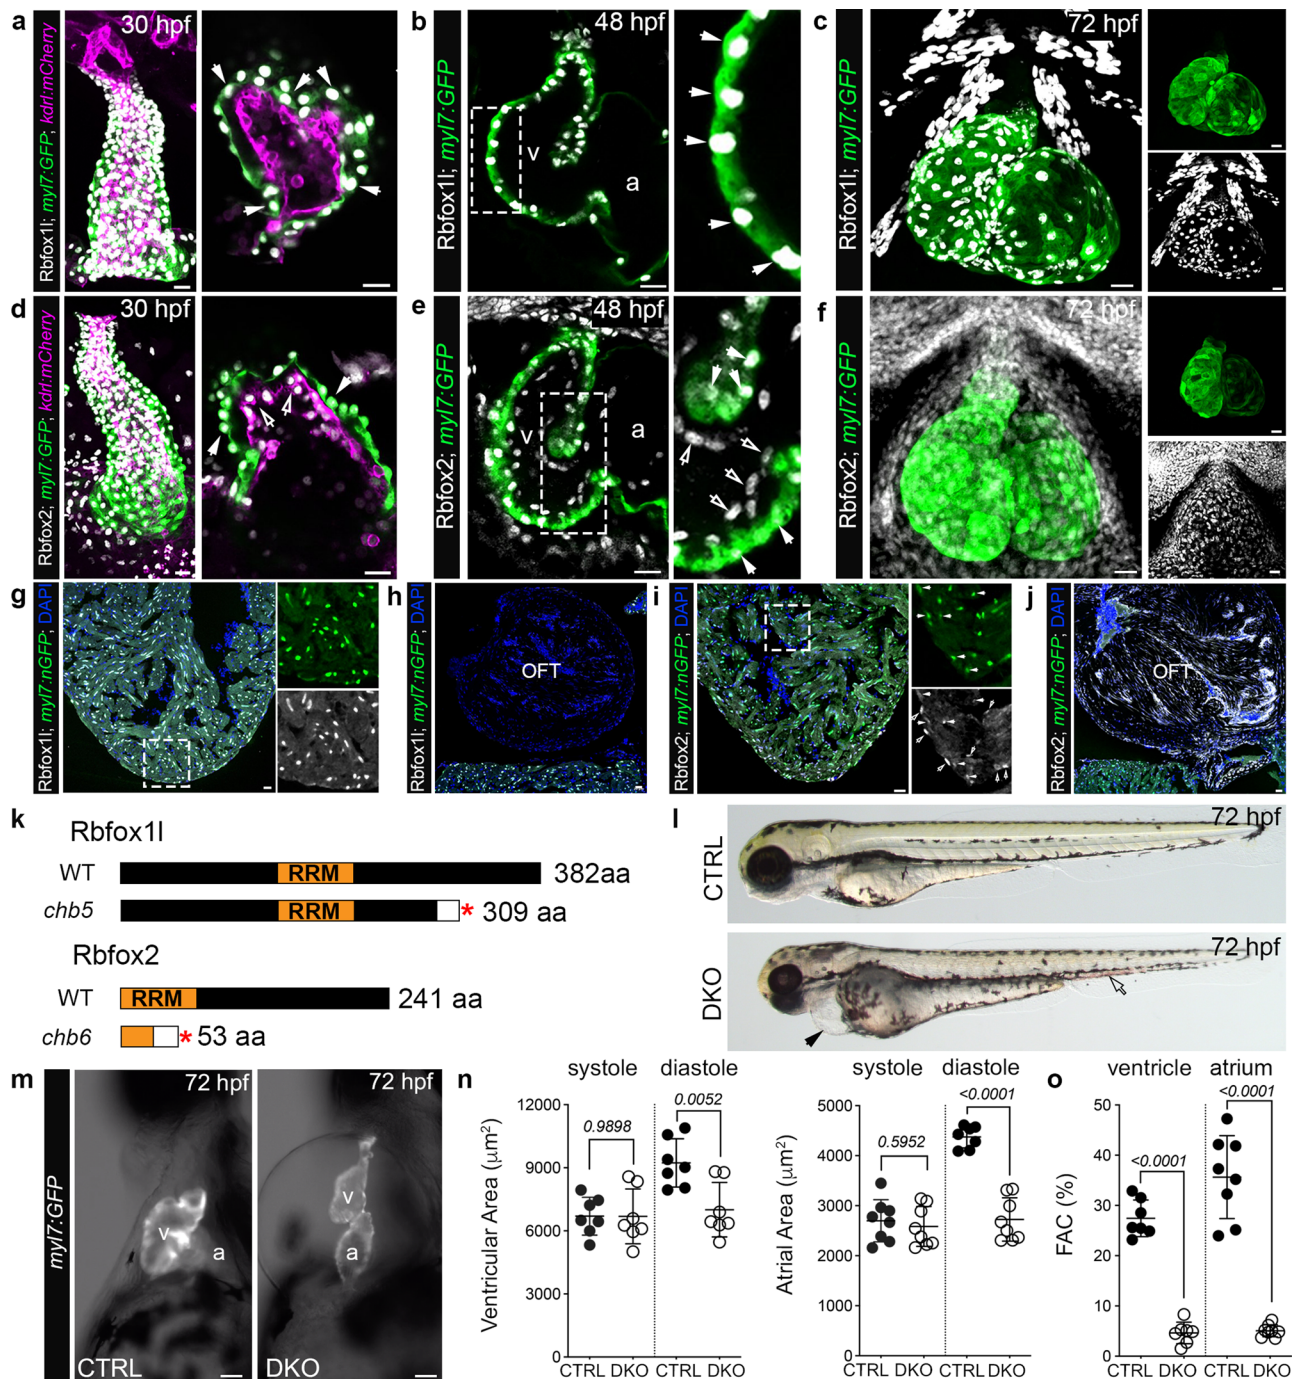 a
Rbfox1l; myl7:GFP; kdrl:mCherry
30 hpf
b
Rbfox1l; myl7:GFP
48 hpf
v
a
c
Rbfox1l; myl7:GFP
72 hpf
d
Rbfox2; myl7:GFP; kdrl:mCherry
30 hpf
e
Rbfox2; myl7:GFP
48 hpf
v
a
f
Rbfox2; myl7:GFP
72 hpf
g
Rbfox1l; myl7:nGFP; DAPI
h
Rbfox1l; myl7:nGFP; DAPI
OFT
i
Rbfox2; myl7:nGFP; DAPI
j
Rbfox2; myl7:nGFP; DAPI
OFT
k
Rbfox1l
WT RRM 382aa
chb5 RRM * 309 aa
Rbfox2
WT RRM 241 aa
chb6 * 53 aa
l
CTRL
72 hpf
DKO
72 hpf
m
myl7:GFP
72 hpf
v
a
CTRL
72 hpf
v
a
DKO
n
systole diastole
Ventricular Area (μm2)
12000
9000
6000
3000
0
0.9898
0.0052
CTRL DKO CTRL DKO
systole diastole
Atrial Area (μm2)
5000
4000
3000
2000
1000
0
0.5952
<0.0001
CTRL DKO CTRL DKO
o
ventricle atrium
FAC (%)
50
40
30
20
10
0
<0.0001
<0.0001
CTRL DKO CTRL DKO